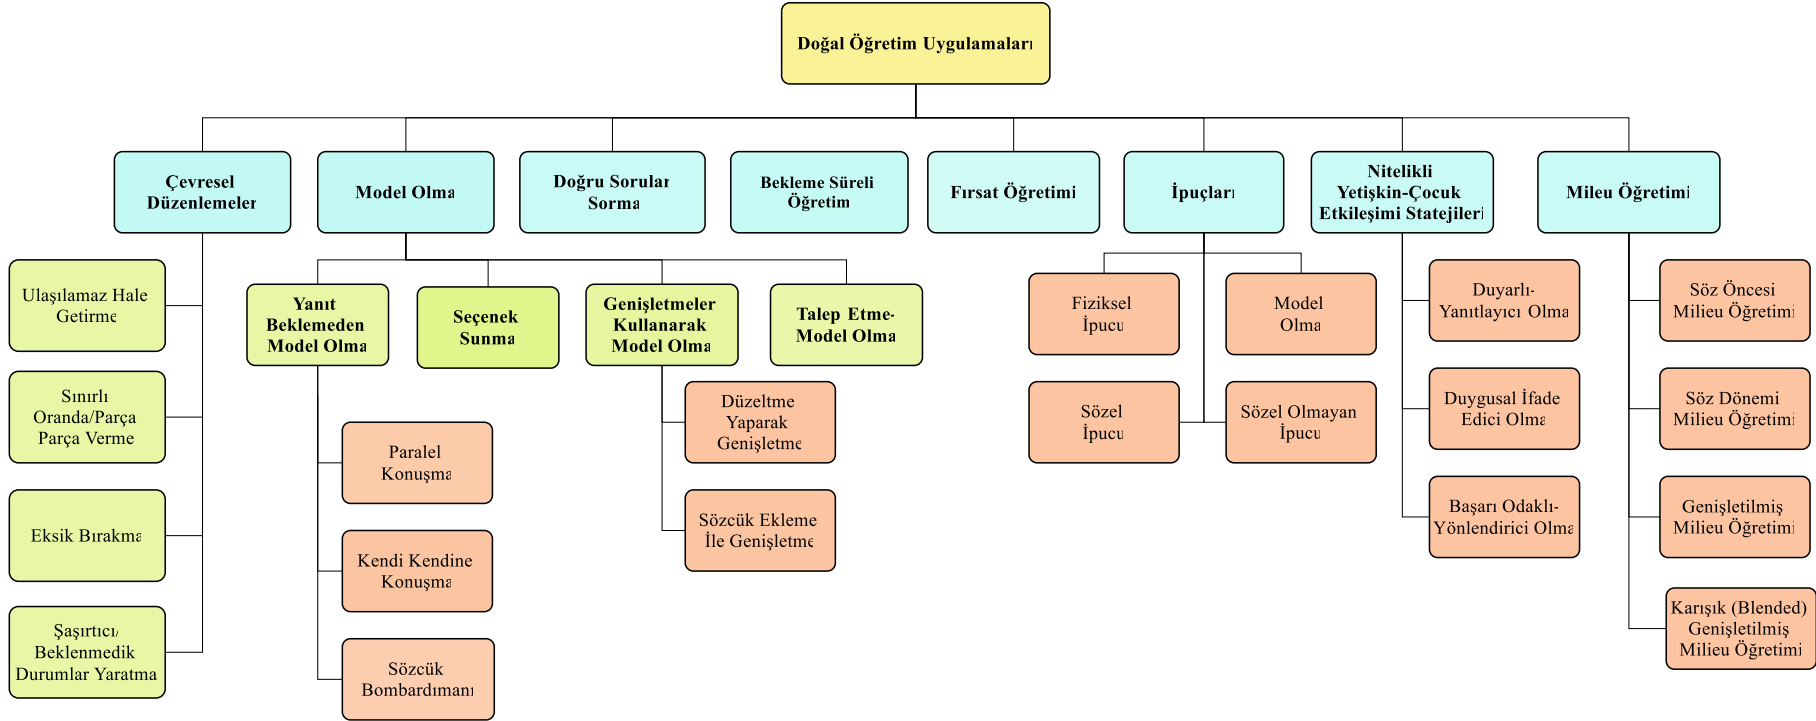 Doğal Öğretim Uygulamaları
Çevresel
Düzenlemeler
Model Olma
Doğru Sorular
Sorma
Bekleme Süreli
Öğretim
Fırsat Öğretimi
İpuçları
Nitelikli
Yetişkin-Çocuk
Etkileşimi Statejileri
Mileu Öğretimi
Ulaşılamaz Hale
Getirme
Sınırlı
Oranda/Parça
Parça Verme
Eksik Bırakma
Şaşırtıcı/
Beklenmedik
Durumlar Yaratma
Yanıt
Beklemeden
Model Olma
Seçenek
Sunma
Genişletmeler
Kullanarak
Model Olma
Talep Etme-
Model Olma
Paralel
Konuşma
Kendi Kendine
Konuşma
Sözcük
Bombardımanı
Düzeltme
Yaparak
Genişletme
Sözcük Ekleme
İle Genişletme
Fiziksel
İpucu
Model
Olma
Sözel
İpucu
Sözel Olmayan
İpucu
Duyarlı-
Yanıtlayıcı Olma
Duygusal İfade
Edici Olma
Başarı Odaklı-
Yönlendirici Olma
Söz Öncesi
Milieu Öğretimi
Söz Dönemi
Milieu Öğretimi
Genişletilmiş
Milieu Öğretimi
Karışık (Blended)
Genişletilmiş
Milieu Öğretimi